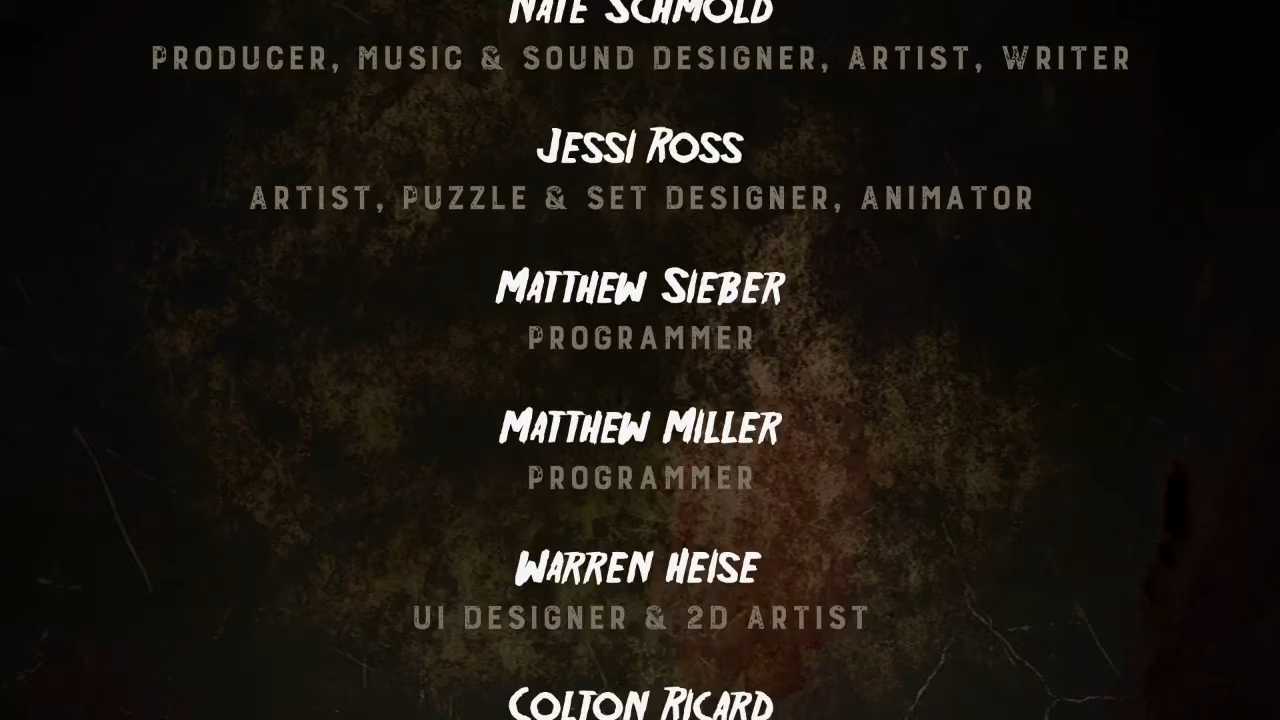 NATE SCHMOLD
PRODUCER, MUSIC & SOUND DESIGNER, ARTIST, WRITER
JESSI ROSS
ARTIST, PUZZLE & SET DESIGNER, ANIMATOR
MATTHEW SIEBER
PROGRAMMER
MATTHEW MILLER
PROGRAMMER
WARREN HEISE
UI DESIGNER & 2D ARTIST
COLTON RICARD